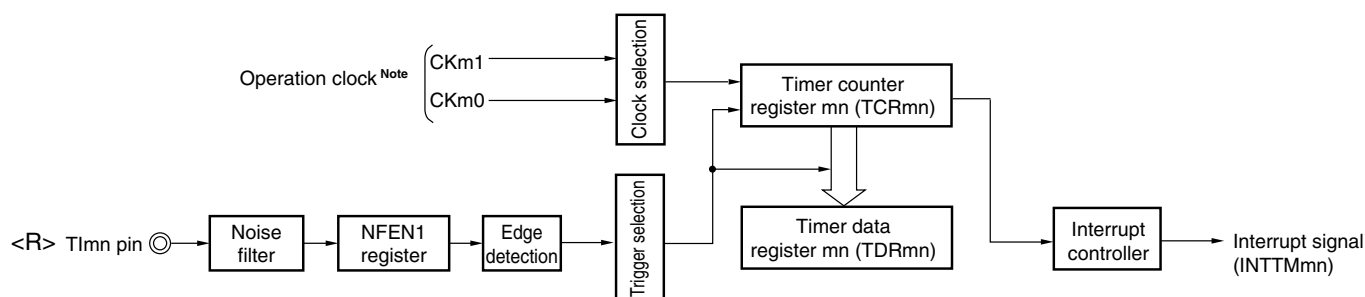 Operation clock Note
CKm1
CKm0
Clock selection
Timer counter
register mn (TCRmn)
<R> TImn pin
Noise
filter
NFEN1
register
Edge
detection
Trigger selection
Timer data
register mn (TDRmn)
Interrupt
controller
Interrupt signal
(INTTMmn)